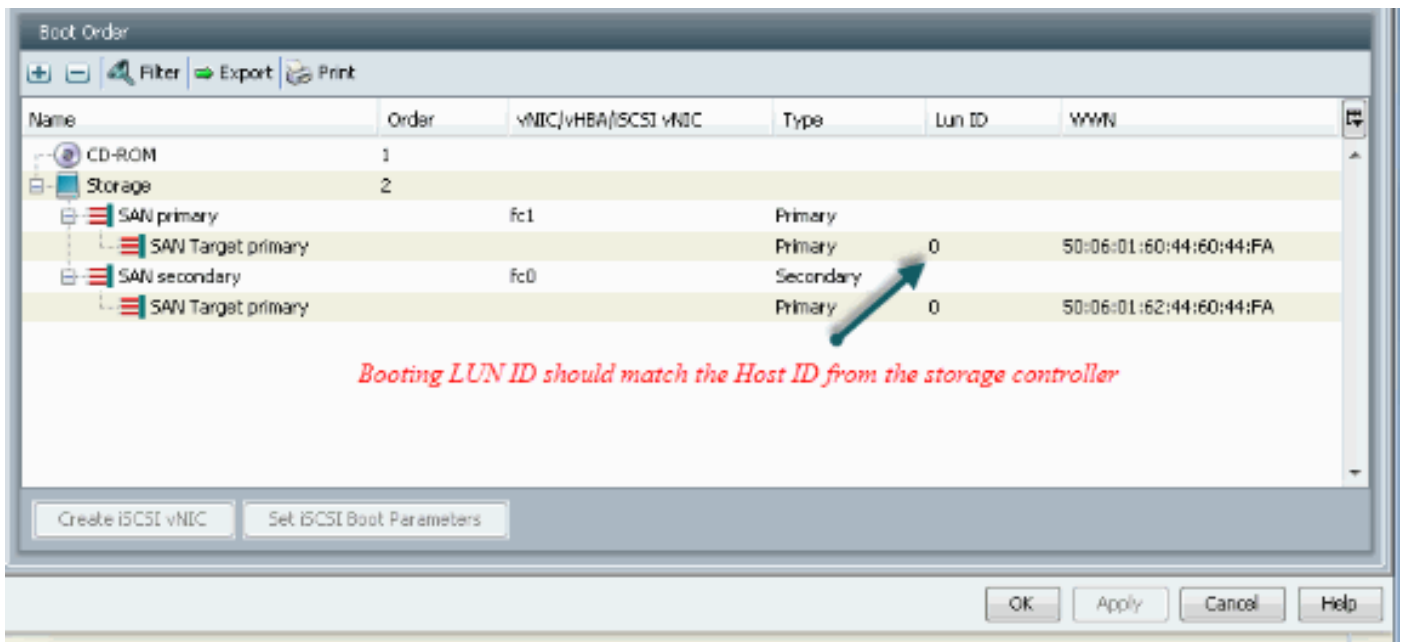 Boot Order
Filter Export Print
Name Order vNIC/vHBA/iSCSI vNIC Type Lun ID WWN
CD-ROM 1
Storage 2
SAN primary fc1 Primary
SAN Target primary Primary 0 50:06:01:60:44:60:44:FA
SAN secondary fc0 Secondary
SAN Target primary Primary 0 50:06:01:62:44:60:44:FA
Booting LUN ID should match the Host ID from the storage controller
Create iSCSI vNIC Set iSCSI Boot Parameters
OK Apply Cancel Help